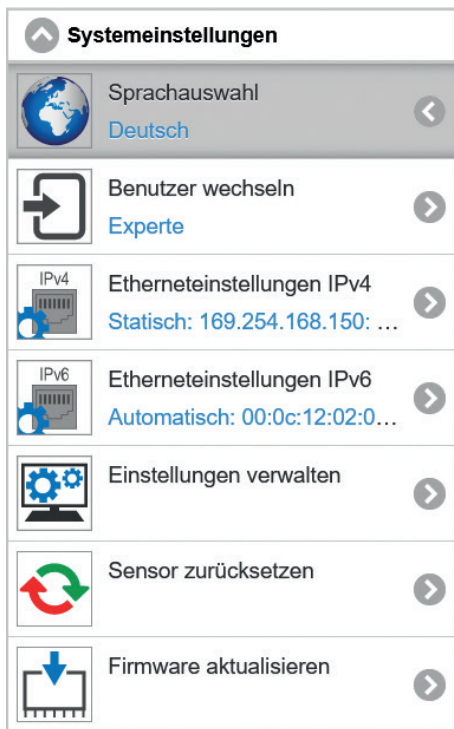 Systemeinstellungen
Sprachauswahl
Deutsch
Benutzer wechseln
Experte
IPv4
Etherneteinstellungen IPv4
Statisch: 169.254.168.150: ...
IPv6
Etherneteinstellungen IPv6
Automatisch: 00:0c:12:02:0...
Einstellungen verwalten
Sensor zurücksetzen
Firmware aktualisieren